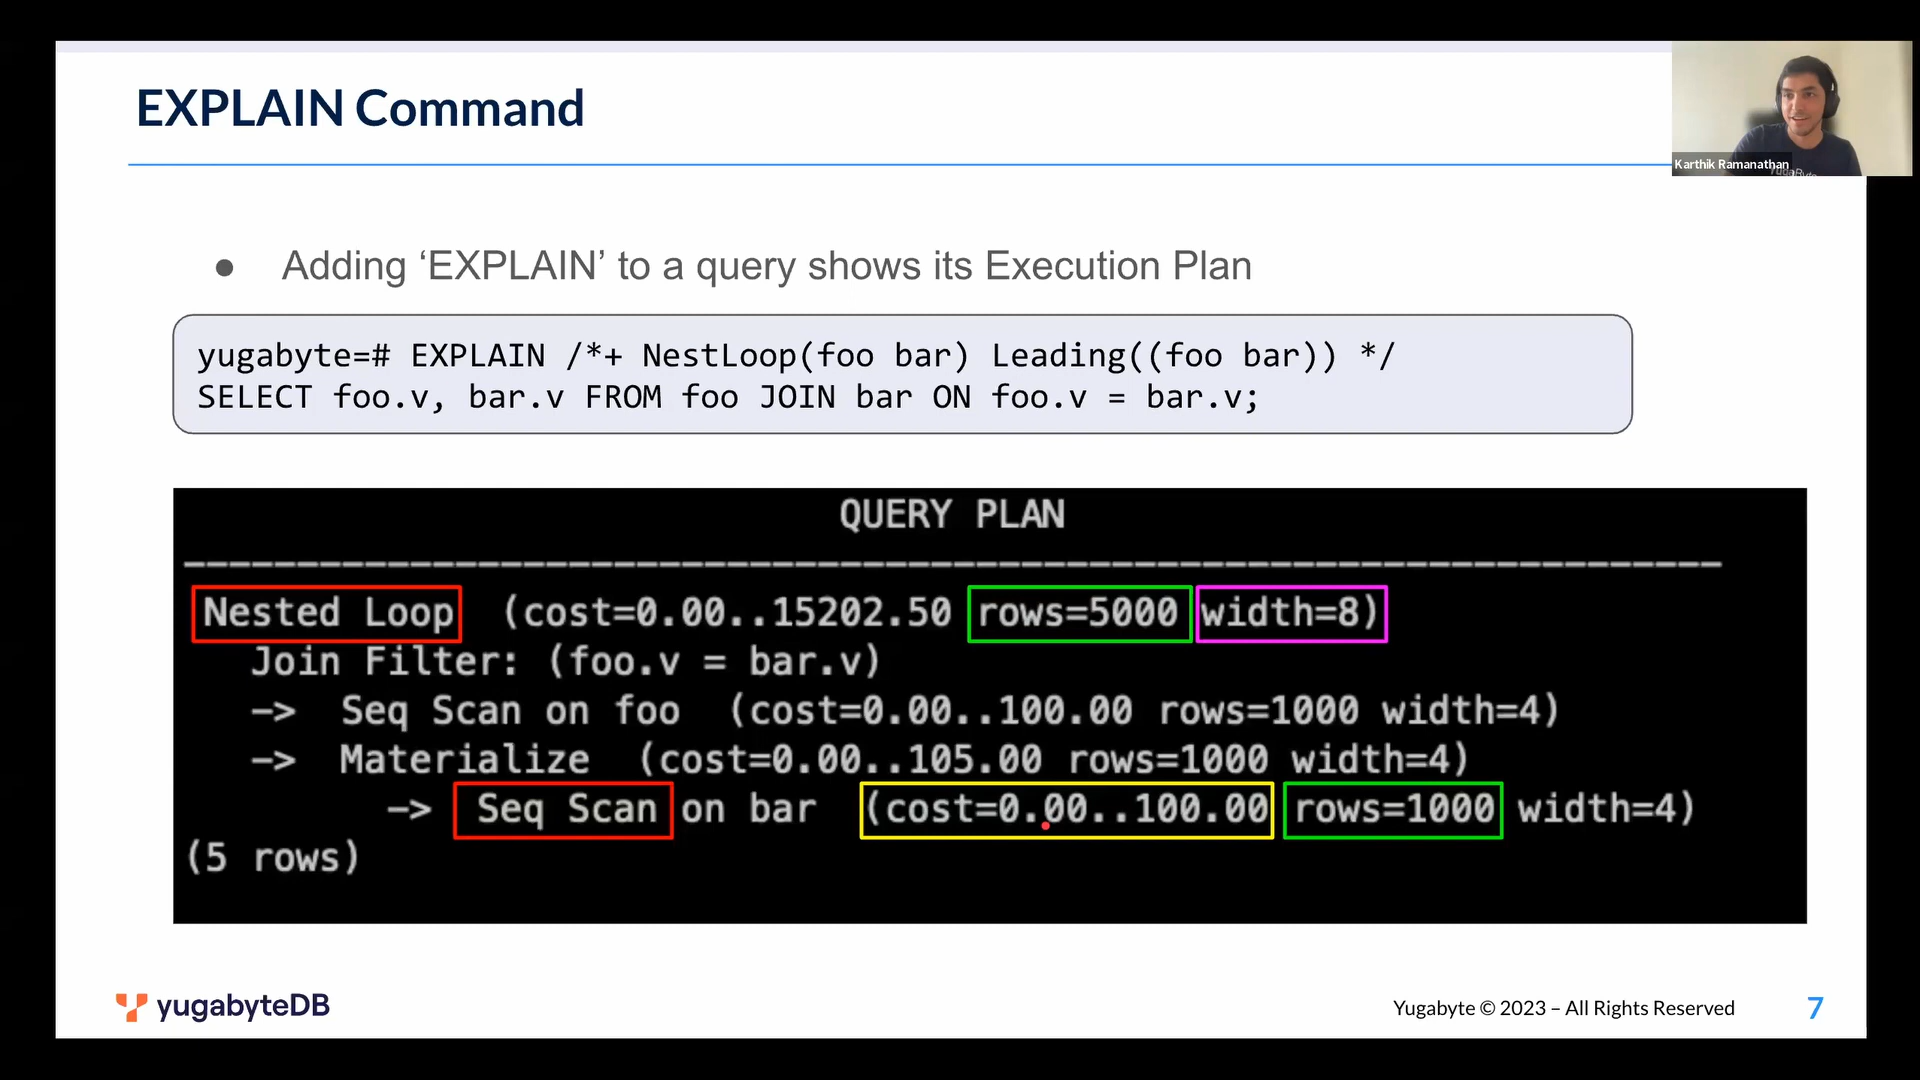 EXPLAIN Command
Karthik Ramanathan
YugaByte
● Adding ‘EXPLAIN’ to a query shows its Execution Plan
yugabyte=# EXPLAIN /*+ NestLoop(foo bar) Leading((foo bar)) */
SELECT foo.v, bar.v FROM foo JOIN bar ON foo.v = bar.v;
QUERY PLAN
Nested Loop (cost=0.00..15202.50 rows=5000 width=8)
Join Filter: (foo.v = bar.v)
-> Seq Scan on foo (cost=0.00..100.00 rows=1000 width=4)
-> Materialize (cost=0.00..105.00 rows=1000 width=4)
-> Seq Scan on bar (cost=0.00..100.00 rows=1000 width=4)
(5 rows)
yugabyteDB
Yugabyte © 2023 – All Rights Reserved
7